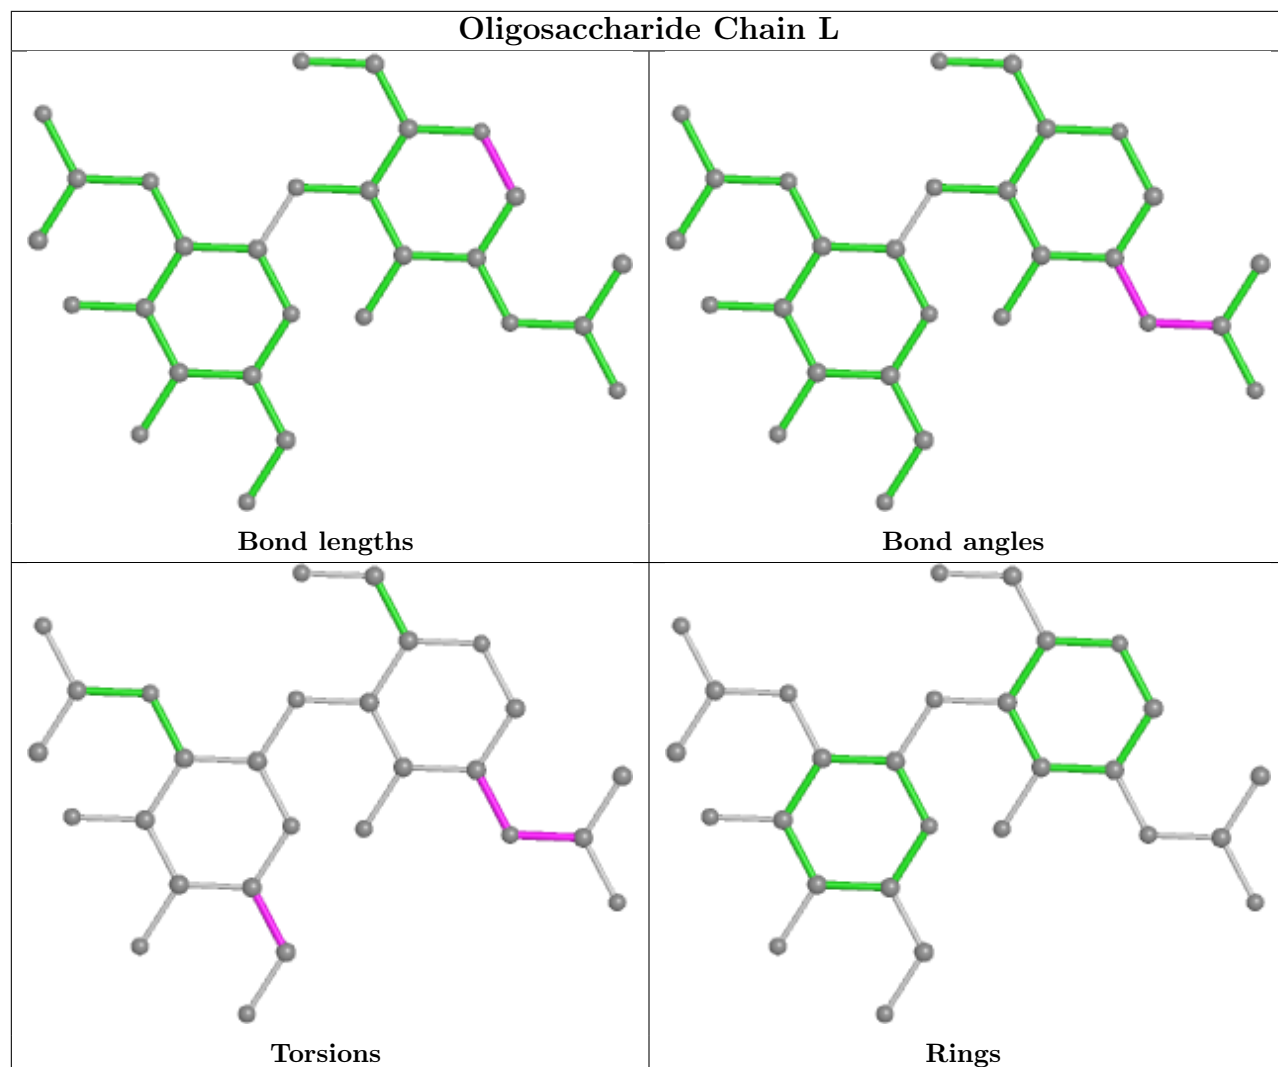 Oligosaccharide Chain L
Bond lengths
Bond angles
Torsions
Rings